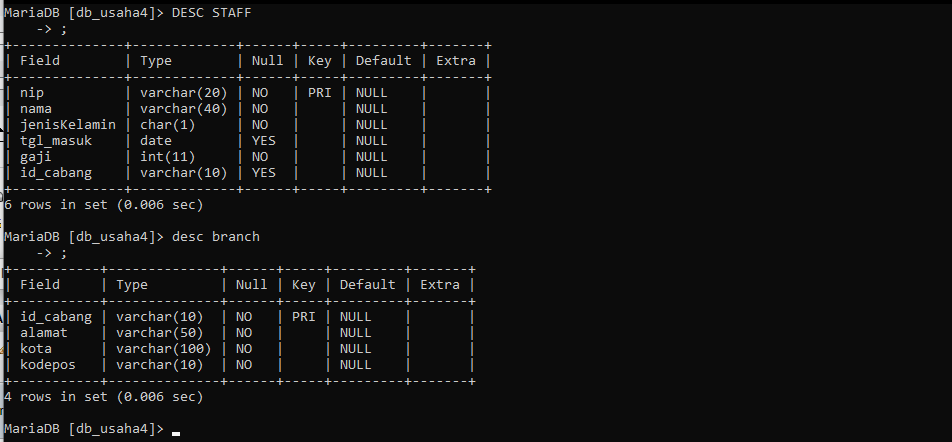 MariaDB [db_usaha4]> DESC STAFF
    -> ;
+--------------+-------------+------+-----+---------+-------+
| Field        | Type        | Null | Key | Default | Extra |
+--------------+-------------+------+-----+---------+-------+
| nip          | varchar(20) | NO   | PRI | NULL    |       |
| nama         | varchar(40) | NO   |     | NULL    |       |
| jenisKelamin | char(1)     | NO   |     | NULL    |       |
| tgl_masuk    | date        | YES  |     | NULL    |       |
| gaji         | int(11)     | NO   |     | NULL    |       |
| id_cabang    | varchar(10) | YES  |     | NULL    |       |
+--------------+-------------+------+-----+---------+-------+
6 rows in set (0.006 sec)
MariaDB [db_usaha4]> desc branch
    -> ;
+-----------+--------------+------+-----+---------+-------+
| Field     | Type         | Null | Key | Default | Extra |
+-----------+--------------+------+-----+---------+-------+
| id_cabang | varchar(10)  | NO   | PRI | NULL    |       |
| alamat    | varchar(50)  | NO   |     | NULL    |       |
| kota      | varchar(100) | NO   |     | NULL    |       |
| kodepos   | varchar(10)  | NO   |     | NULL    |       |
+-----------+--------------+------+-----+---------+-------+
4 rows in set (0.006 sec)
MariaDB [db_usaha4]>